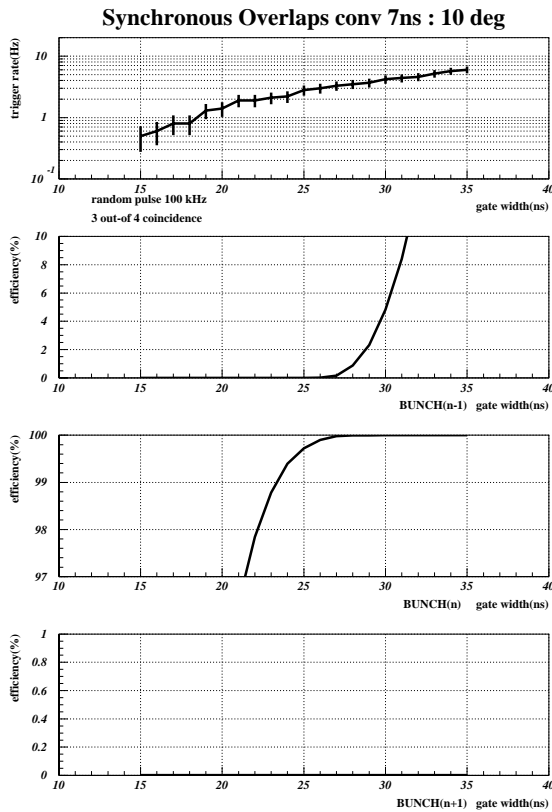 Synchronous Overlaps conv 7ns : 10 deg
trigger rate(Hz)
10
1
10 -1
10 15 20 25 30 35 40
random pulse 100 kHz
gate width(ns)
3 out-of 4 coincidence
efficiency(%)
10
8
6
4
2
0
10 15 20 25 30 35 40
BUNCH(n-1) gate width(ns)
efficiency(%)
100
99
98
97
10 15 20 25 30 35 40
BUNCH(n) gate width(ns)
efficiency(%)
1
0.8
0.6
0.4
0.2
0
10 15 20 25 30 35 40
BUNCH(n+1) gate width(ns)